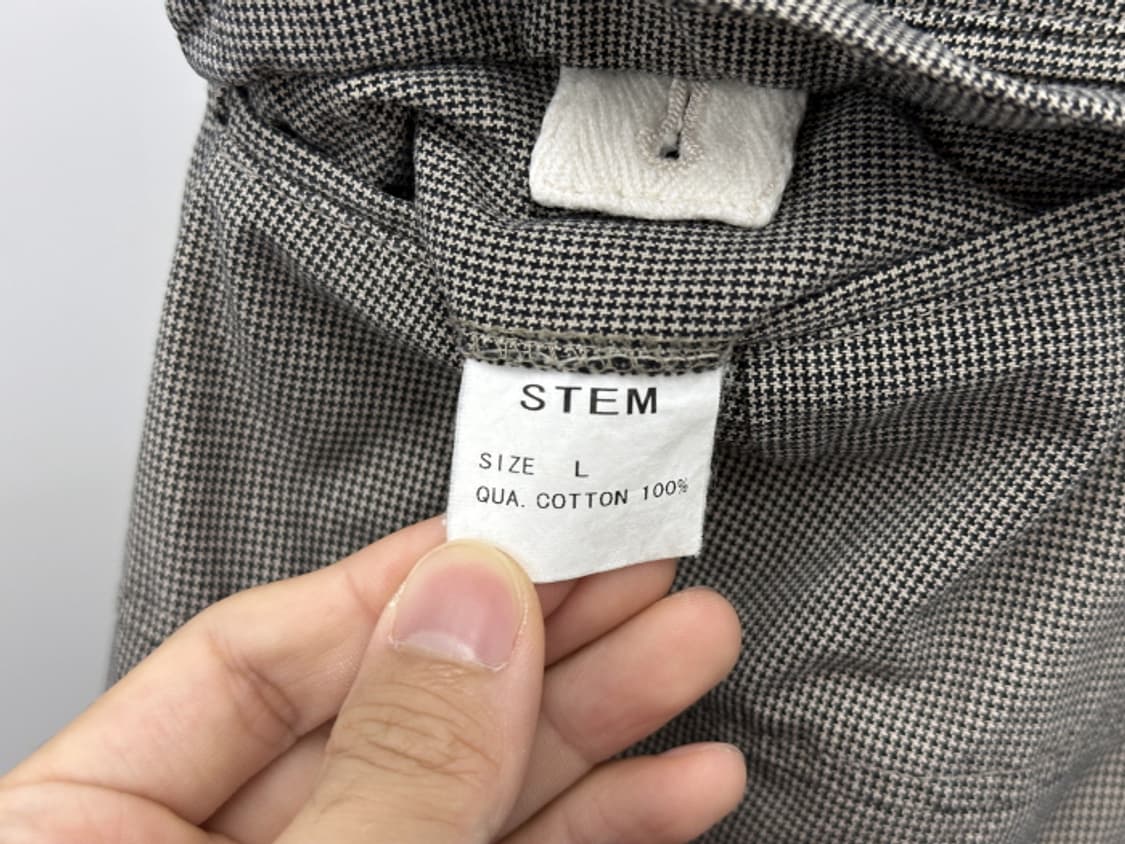 STEM
SIZE L
QUA. COTTON 100%